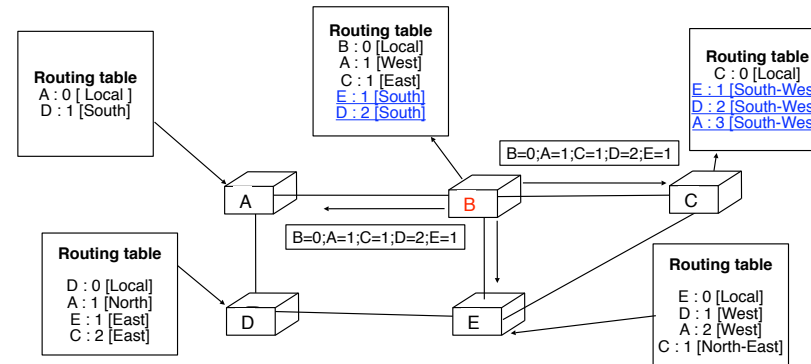 Routing table
A : 0 [ Local ]
D : 1 [South]
Routing table
B : 0 [Local]
A : 1 [West]
C : 1 [East]
E : 1 [South]
D : 2 [South]
Routing table
C : 0 [Local]
E : 1 [South-Wes
D : 2 [South-Wes
A : 3 [South-Wes
B=0;A=1;C=1;D=2;E=1
A
B
C
B=0;A=1;C=1;D=2;E=1
Routing table
D : 0 [Local]
A : 1 [North]
E : 1 [East]
C : 2 [East]
D
E
Routing table
E : 0 [Local]
D : 1 [West]
A : 2 [West]
C : 1 [North-East]